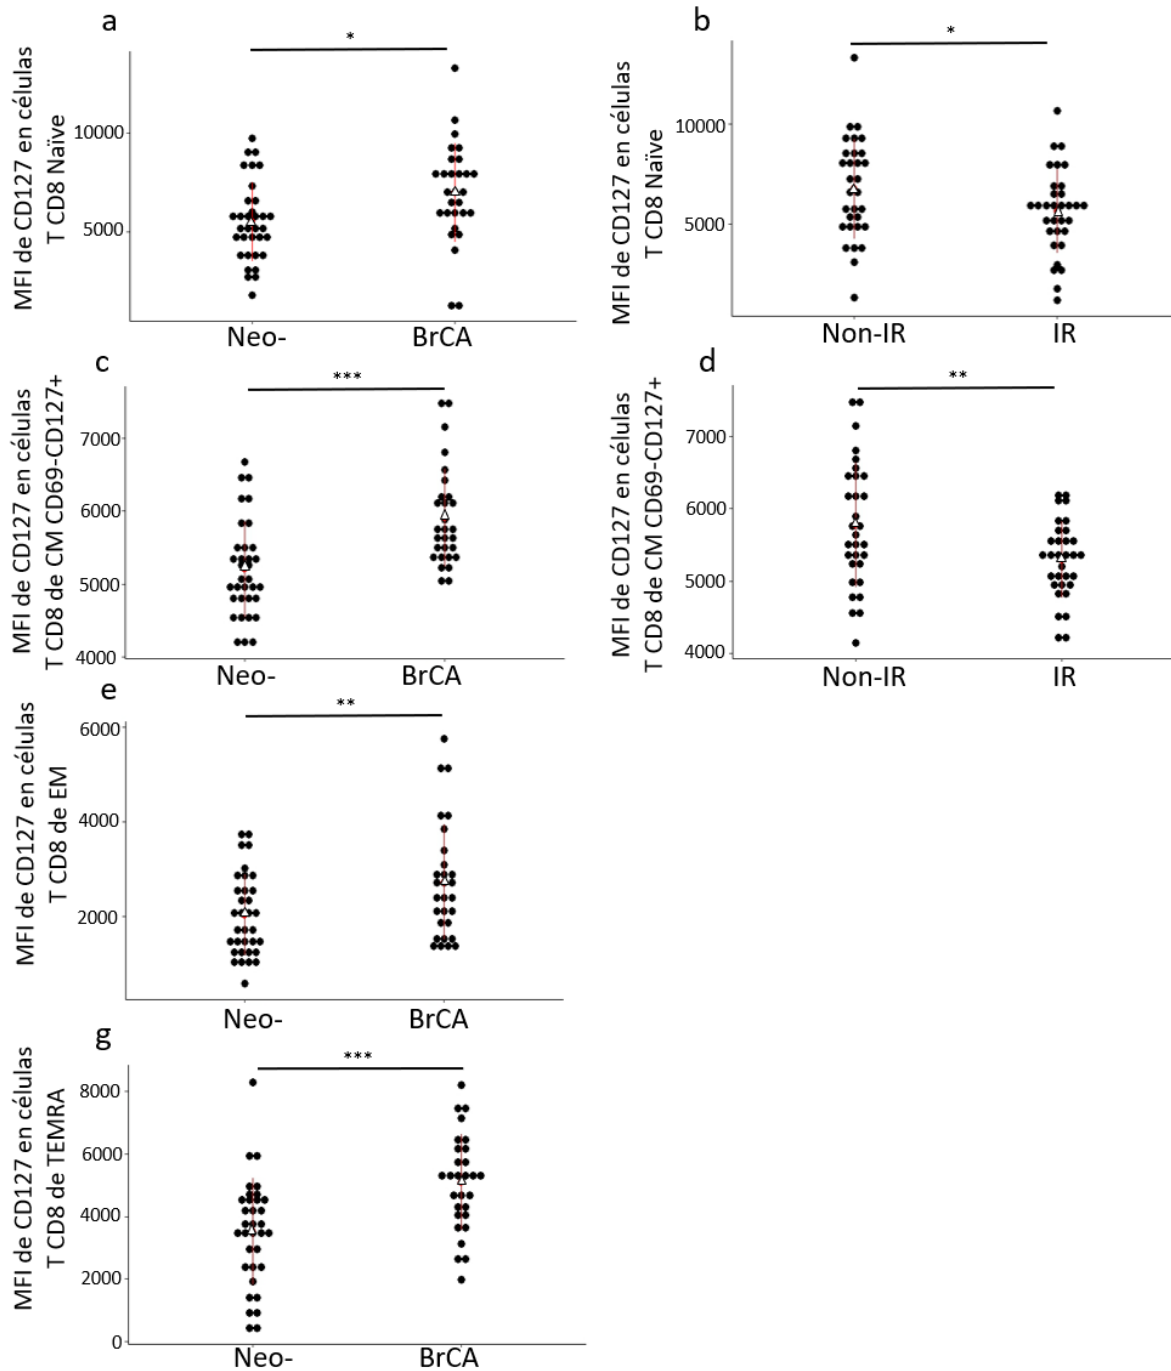 a
*
MFI de CD127 en células
T CD8 Naïve
10000
5000
Neo-
BrCA
b
*
MFI de CD127 en células
T CD8 Naïve
10000
5000
Non-IR
IR
c
***
MFI de CD127 en células
T CD8 de CM CD69-CD127+
7000
6000
5000
4000
Neo-
BrCA
d
**
MFI de CD127 en células
T CD8 de CM CD69-CD127+
7000
6000
5000
4000
Non-IR
IR
e
**
MFI de CD127 en células
T CD8 de EM
6000
4000
2000
Neo-
BrCA
g
***
MFI de CD127 en células
T CD8 de TEMRA
8000
6000
4000
2000
0
Neo-
BrCA